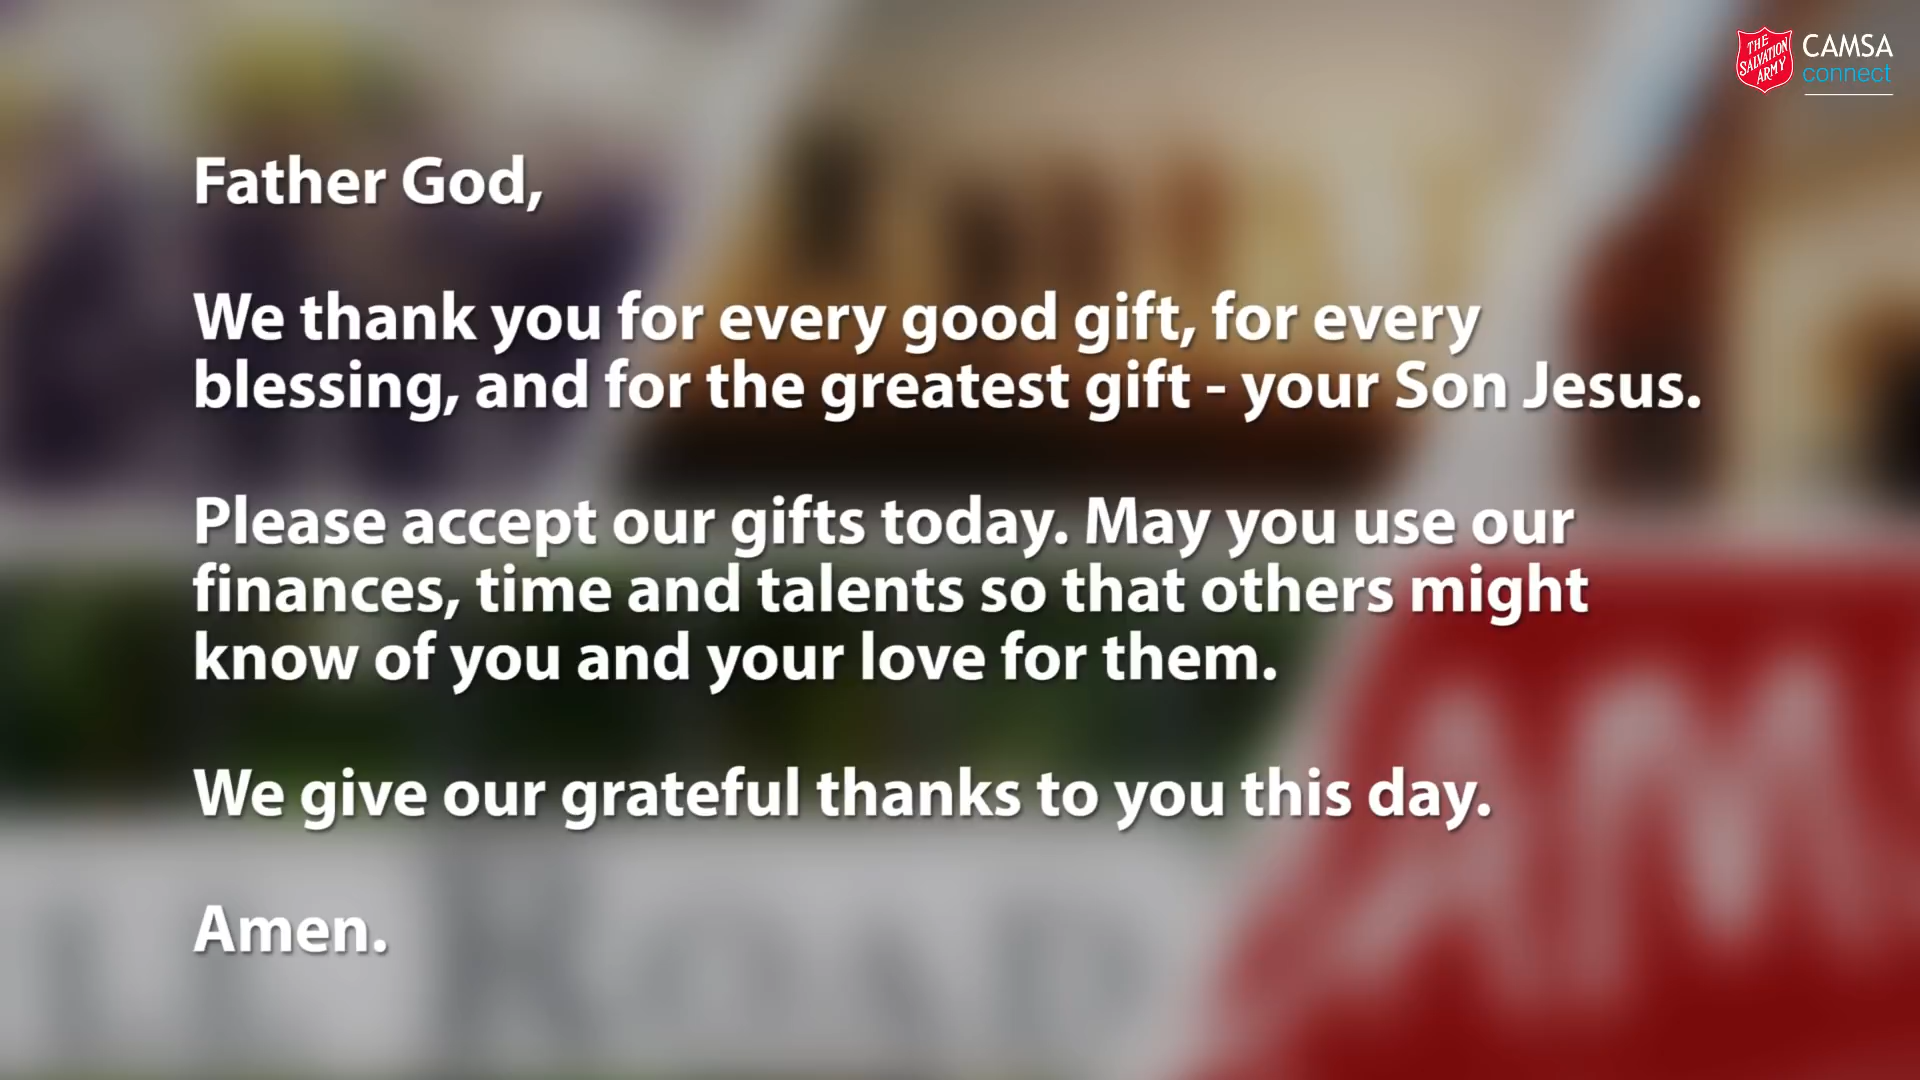 THE
SALVATION
ARMY
CAMSA
connect
Father God,
We thank you for every good gift, for every
blessing, and for the greatest gift - your Son Jesus.
Please accept our gifts today. May you use our
finances, time and talents so that others might
know of you and your love for them.
We give our grateful thanks to you this day.
Amen.